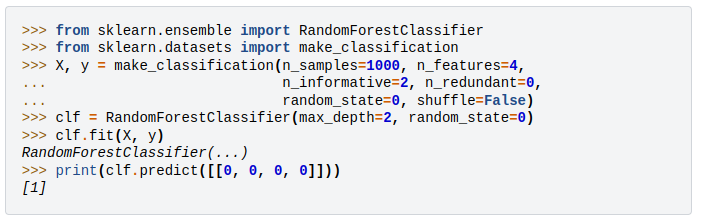 >>> from sklearn.ensemble import RandomForestClassifier
>>> from sklearn.datasets import make_classification
>>> X, y = make_classification(n_samples=1000, n_features=4,
...                            n_informative=2, n_redundant=0,
...                            random_state=0, shuffle=False)
>>> clf = RandomForestClassifier(max_depth=2, random_state=0)
>>> clf.fit(X, y)
RandomForestClassifier(...)
>>> print(clf.predict([[0, 0, 0, 0]]))
[1]